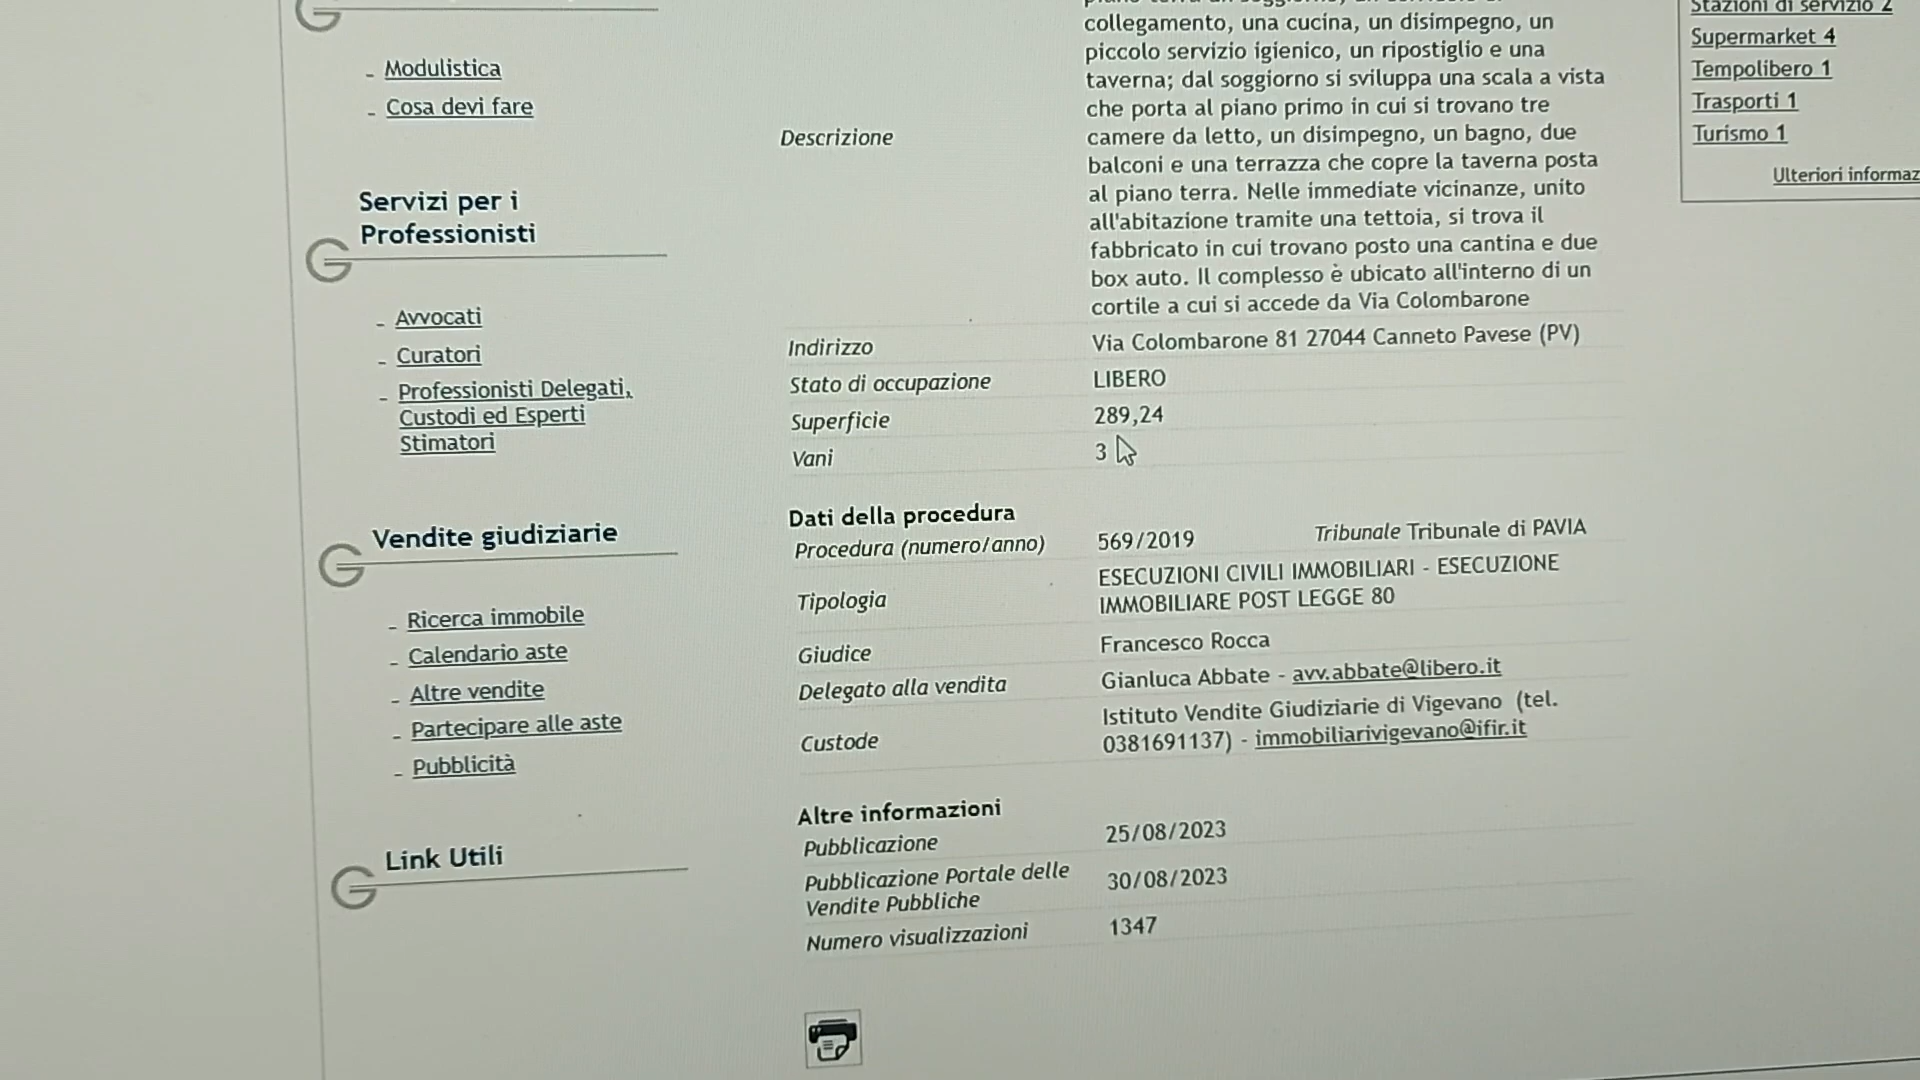 Modulistica
Cosa devi fare
Servizi per i
Professionisti
Avvocati
Curatori
Professionisti Delegati,
Custodi ed Esperti
Stimatori
Vendite giudiziarie
Ricerca immobile
Calendario aste
Altre vendite
Partecipare alle aste
Pubblicità
Link Utili
Descrizione
collegamento, una cucina, un disimpegno, un
piccolo servizio igienico, un ripostiglio e una
taverna; dal soggiorno si sviluppa una scala a vista
che porta al piano primo in cui si trovano tre
camere da letto, un disimpegno, un bagno, due
balconi e una terrazza che copre la taverna posta
al piano terra. Nelle immediate vicinanze, unito
all'abitazione tramite una tettoia, si trova il
fabbricato in cui trovano posto una cantina e due
box auto. Il complesso è ubicato all'interno di un
cortile a cui si accede da Via Colombarone
Indirizzo Via Colombarone 81 27044 Canneto Pavese (PV)
Stato di occupazione LIBERO
Superficie 289,24
Vani 3
Dati della procedura
Procedura (numero/anno) 569/2019 Tribunale Tribunale di PAVIA
Tipologia ESECUZIONI CIVILI IMMOBILIARI - ESECUZIONE
IMMOBILIARE POST LEGGE 80
Giudice Francesco Rocca
Delegato alla vendita Gianluca Abbate - avv.abbate@libero.it
Custode Istituto Vendite Giudiziarie di Vigevano (tel.
0381691137) - immobiliarivigevano@ifir.it
Altre informazioni
Pubblicazione 25/08/2023
Pubblicazione Portale delle
Vendite Pubbliche 30/08/2023
Numero visualizzazioni 1347
Stazioni di servizio 2
Supermarket 4
Tempolibero 1
Trasporti 1
Turismo 1
Ulteriori informaz